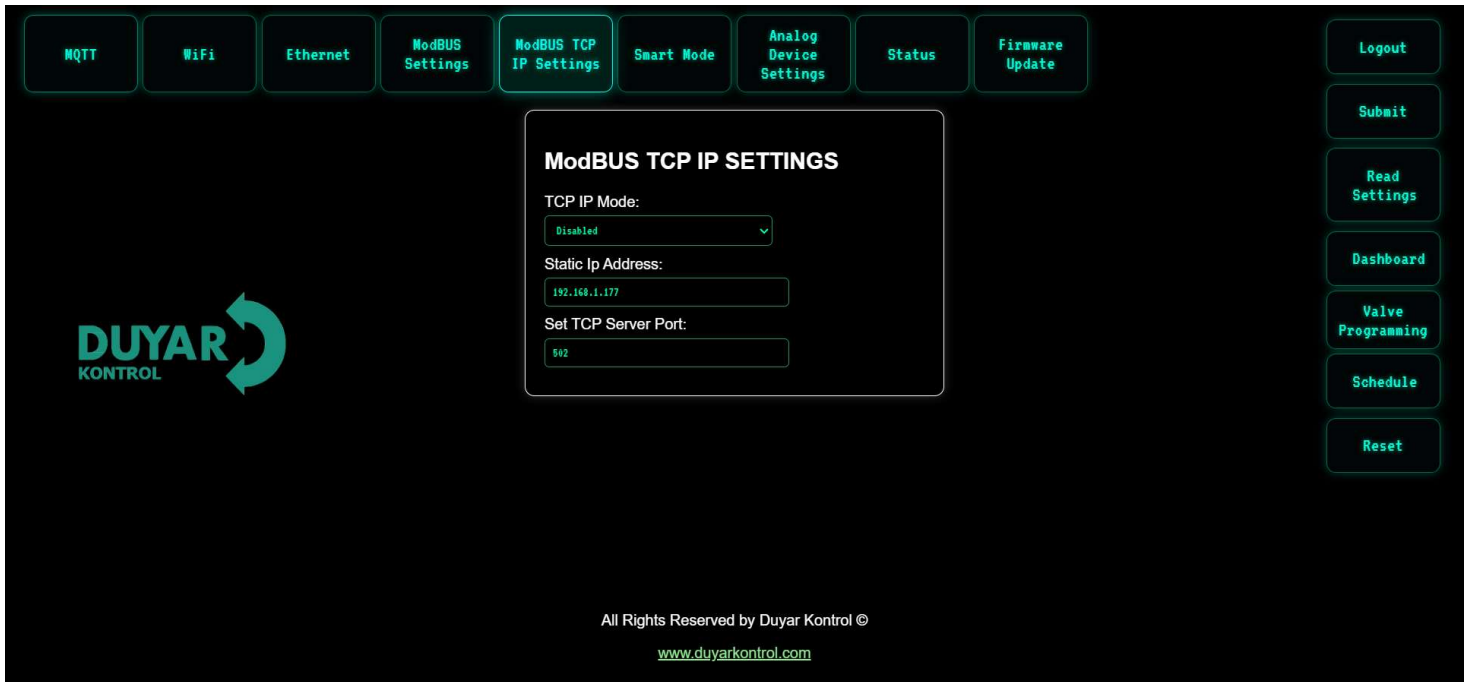 MQTT
WiFi
Ethernet
ModBUS
Settings
ModBUS TCP
IP Settings
Smart Mode
Analog
Device
Settings
Status
Firmware
Update
Logout
Submit
Read
Settings
Dashboard
Valve
Programming
Schedule
Reset
ModBUS TCP IP SETTINGS
TCP IP Mode:
Disabled
Static Ip Address:
192.168.1.177
Set TCP Server Port:
502
DUYAR
KONTROL
All Rights Reserved by Duyar Kontrol ©
www.duyarkontrol.com